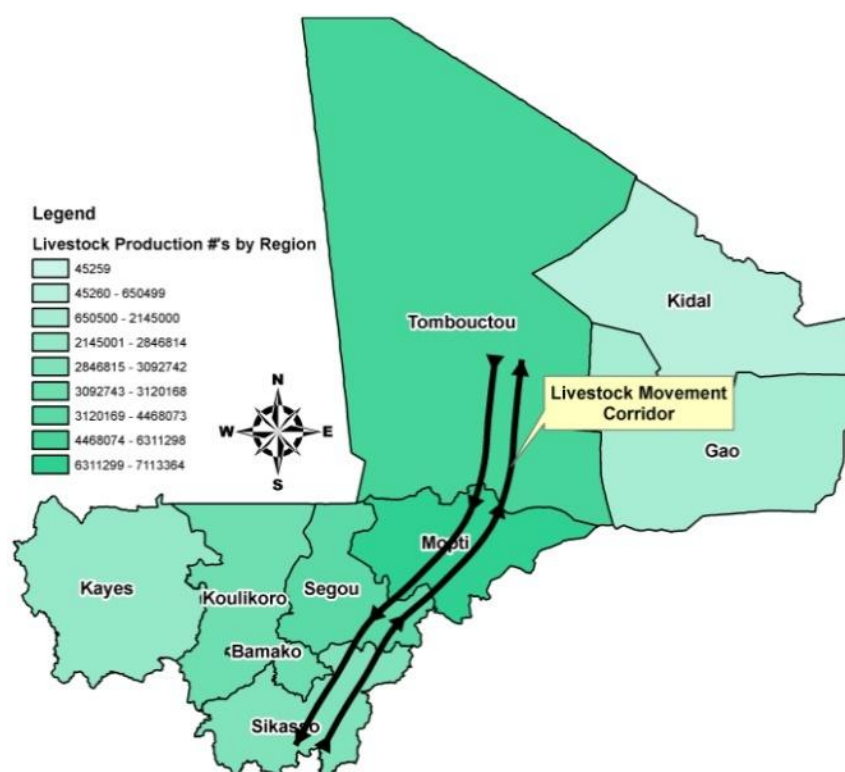 Legend
Livestock Production #'s by Region
45259
45260 - 650499
650500 - 2145000
2145001 - 2846814
2846815 - 3092742
3092743 - 3120168
3120169 - 4468073
4468074 - 6311298
6311299 - 7113364
N
W
E
S
Tombouctou
Kidal
Livestock Movement
Corridor
Gao
Mopti
Kayes
Koulikoro
Segou
Bamako
Sikasso